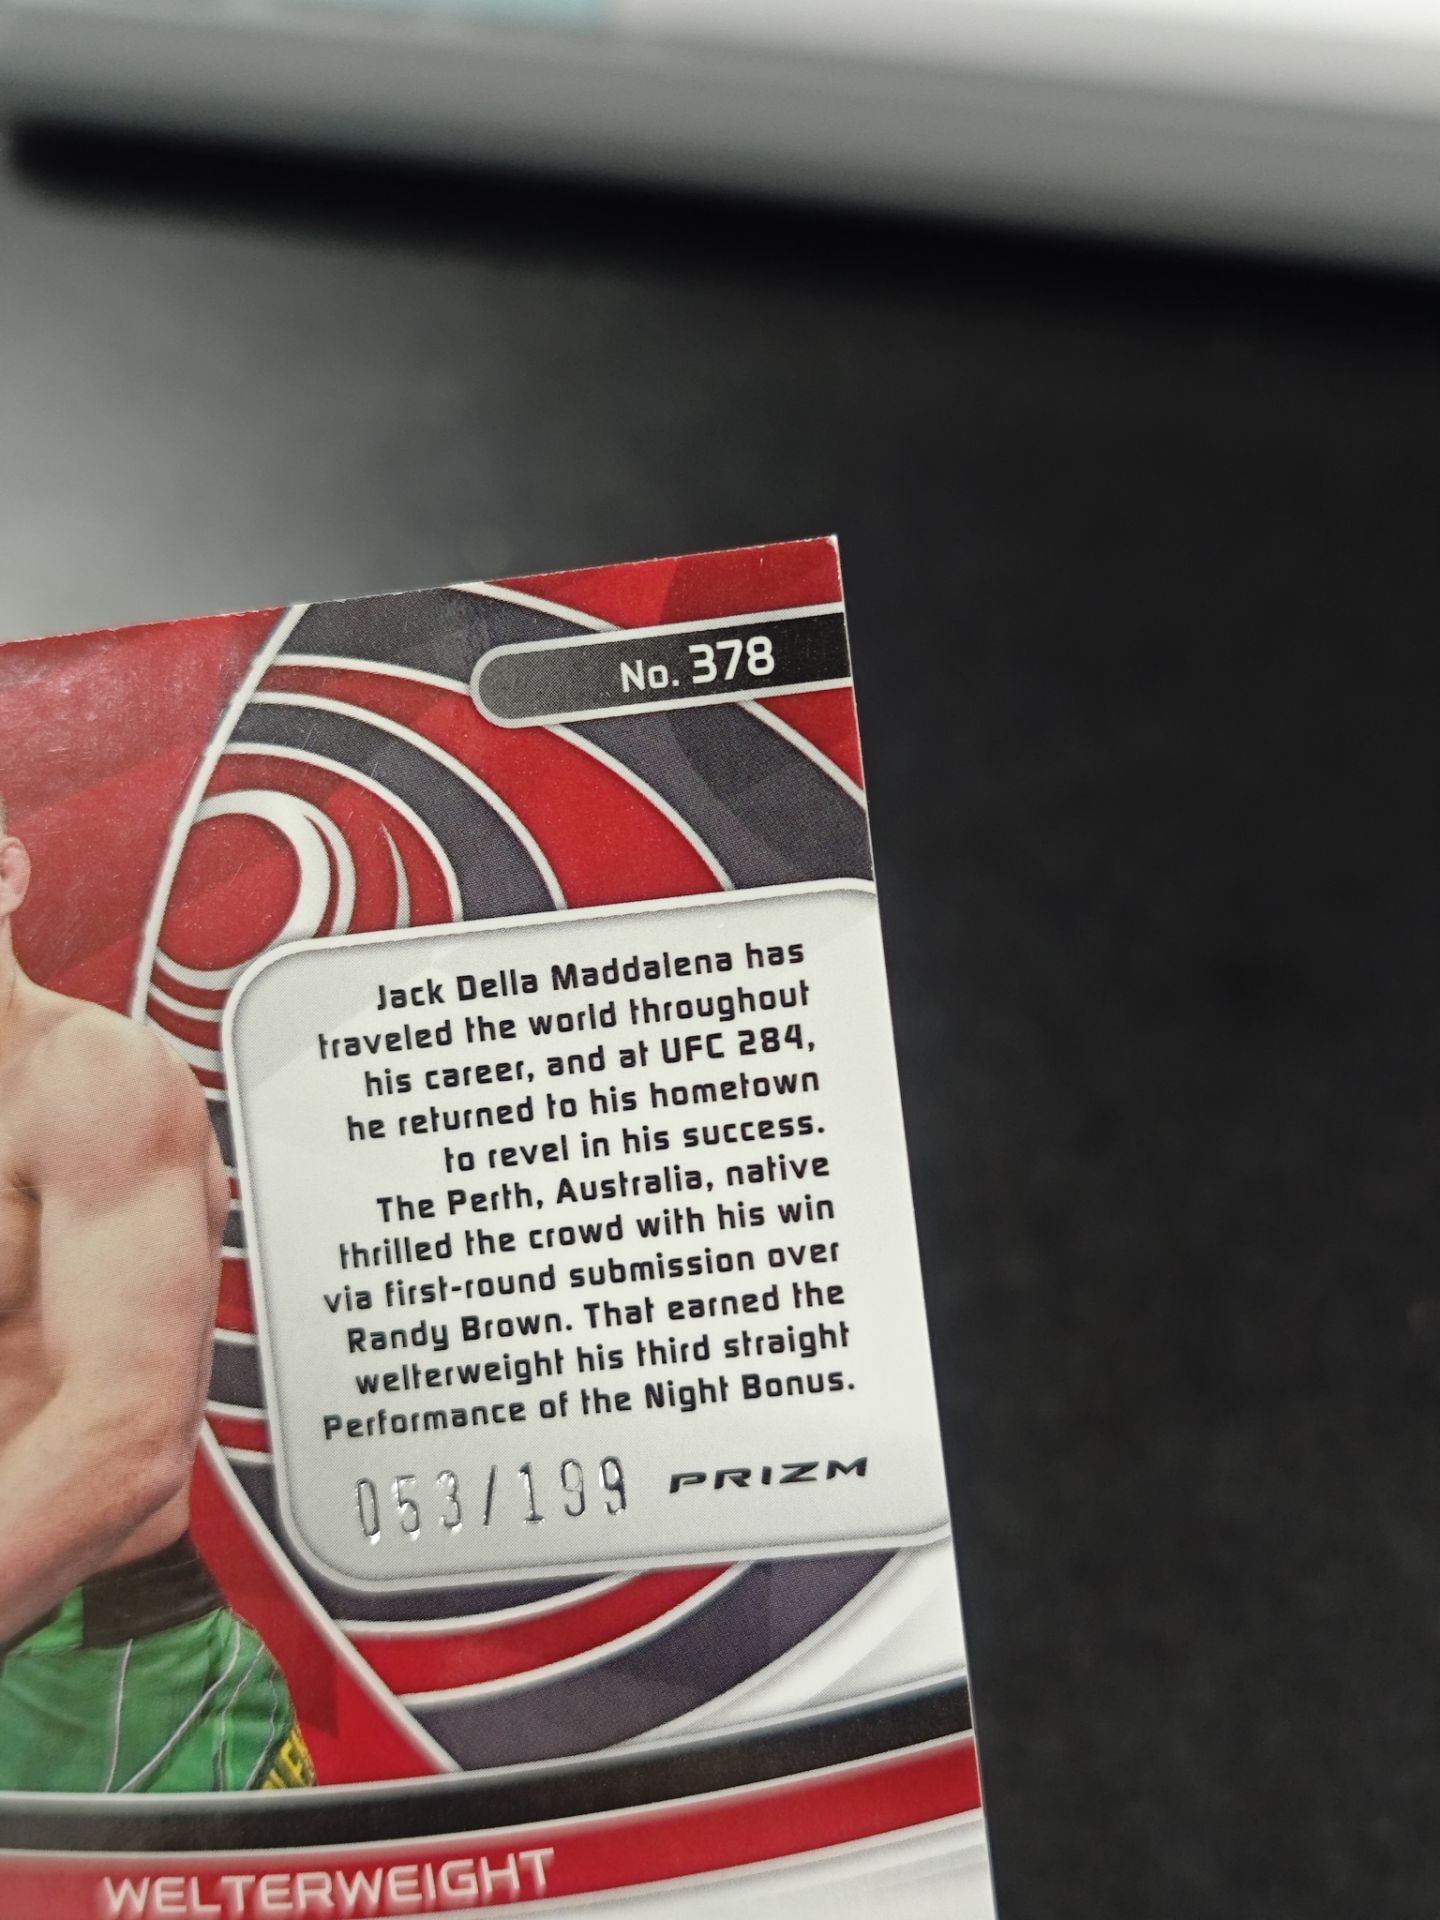 No. 378
Jack Della Maddalena has
traveled the world throughout
his career, and at UFC 284,
he returned to his hometown
to revel in his success.
The Perth, Australia, native
thrilled the crowd with his win
via first-round submission over
Randy Brown. That earned the
welterweight his third straight
Performance of the Night Bonus.
053/199 PRIZM
WELTERWEIGHT